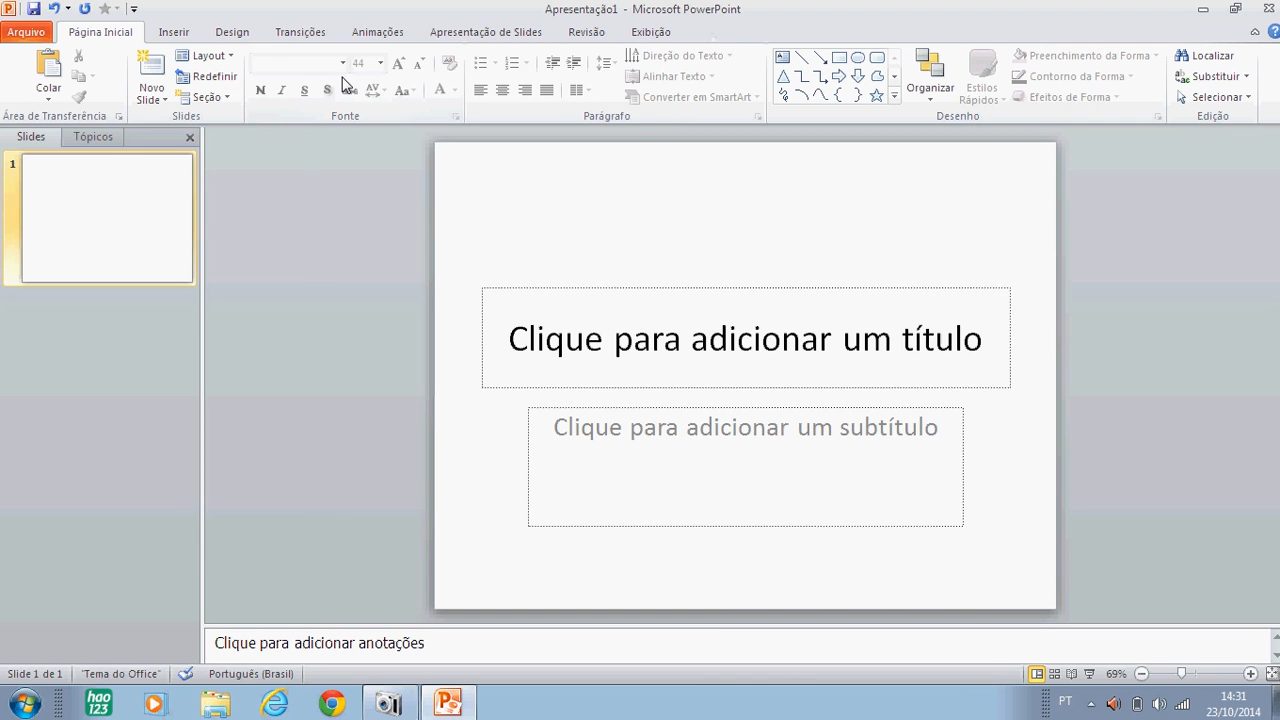 Apresentação1 - Microsoft PowerPoint
Arquivo Página Inicial Inserir Design Transições Animações Apresentação de Slides Revisão Exibição
Colar
Área de Transferência
Novo Slide
Layout
Redefinir
Seção
Slides
44
N I S S AV Aa A
Fonte
Direção do Texto
Alinhar Texto
Converter em SmartArt
Parágrafo
Organizar
Estilos Rápidos
Preenchimento da Forma
Contorno da Forma
Efeitos de Forma
Desenho
Localizar
Substituir
Selecionar
Edição
Slides Tópicos
1
Clique para adicionar um título
Clique para adicionar um subtítulo
Clique para adicionar anotações
Slide 1 de 1 "Tema do Office" Português (Brasil) 69%
hao 123
PT
14:31
23/10/2014